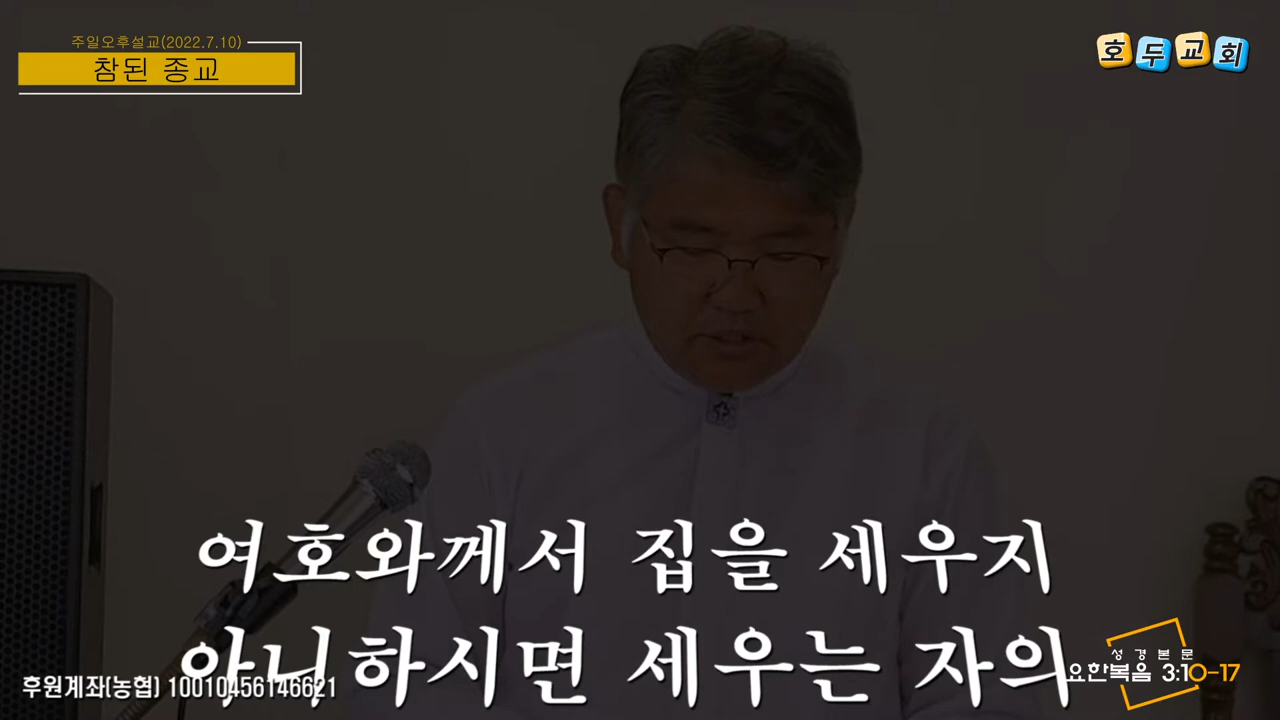 주일오후설교(2022.7.10)
참된 종교
호두교회
여호와께서 집을 세우지
아니하시면 세우는 자의
후원계좌(농협) 10010456146621
성경본문
요한복음 3:10-17